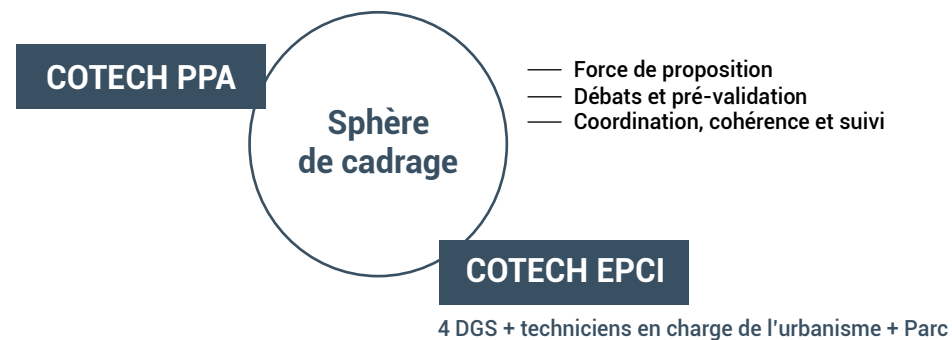 COTECH PPA
Sphère
de cadrage
Force de proposition
Débats et pré-validation
Coordination, cohérence et suivi
COTECH EPCI
4 DGS + techniciens en charge de l'urbanisme + Parc